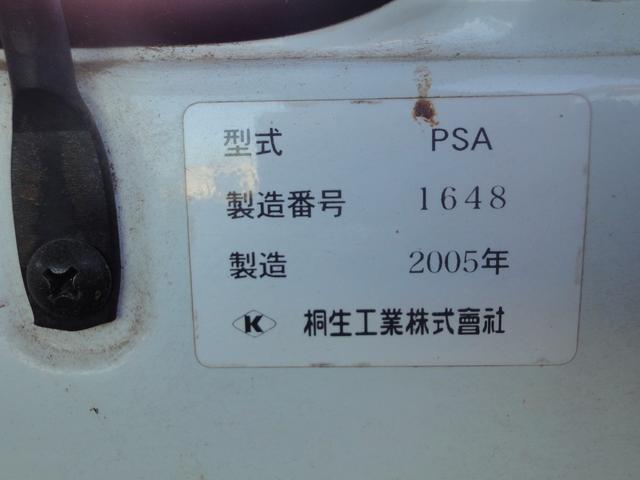 型式 PSA
製造番号 1648
製造 2005年
K 桐生工業株式會社